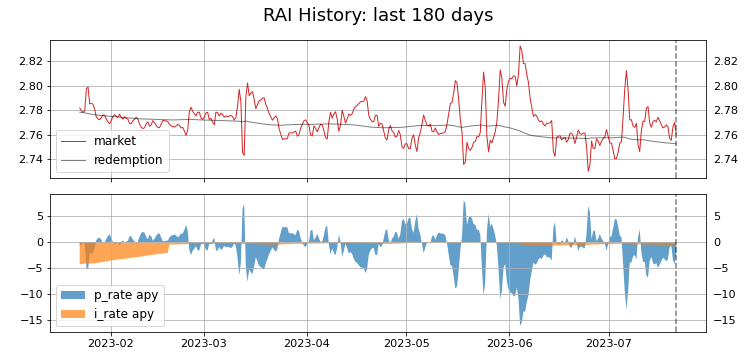 RAI History: last 180 days
2.82 2.82
2.80 2.80
2.78 2.78
2.76 2.76
2.74 2.74
market
redemption
5 5
0 0
−5 −5
−10 −10
−15 −15
p_rate apy
i_rate apy
2023-02 2023-03 2023-04 2023-05 2023-06 2023-07